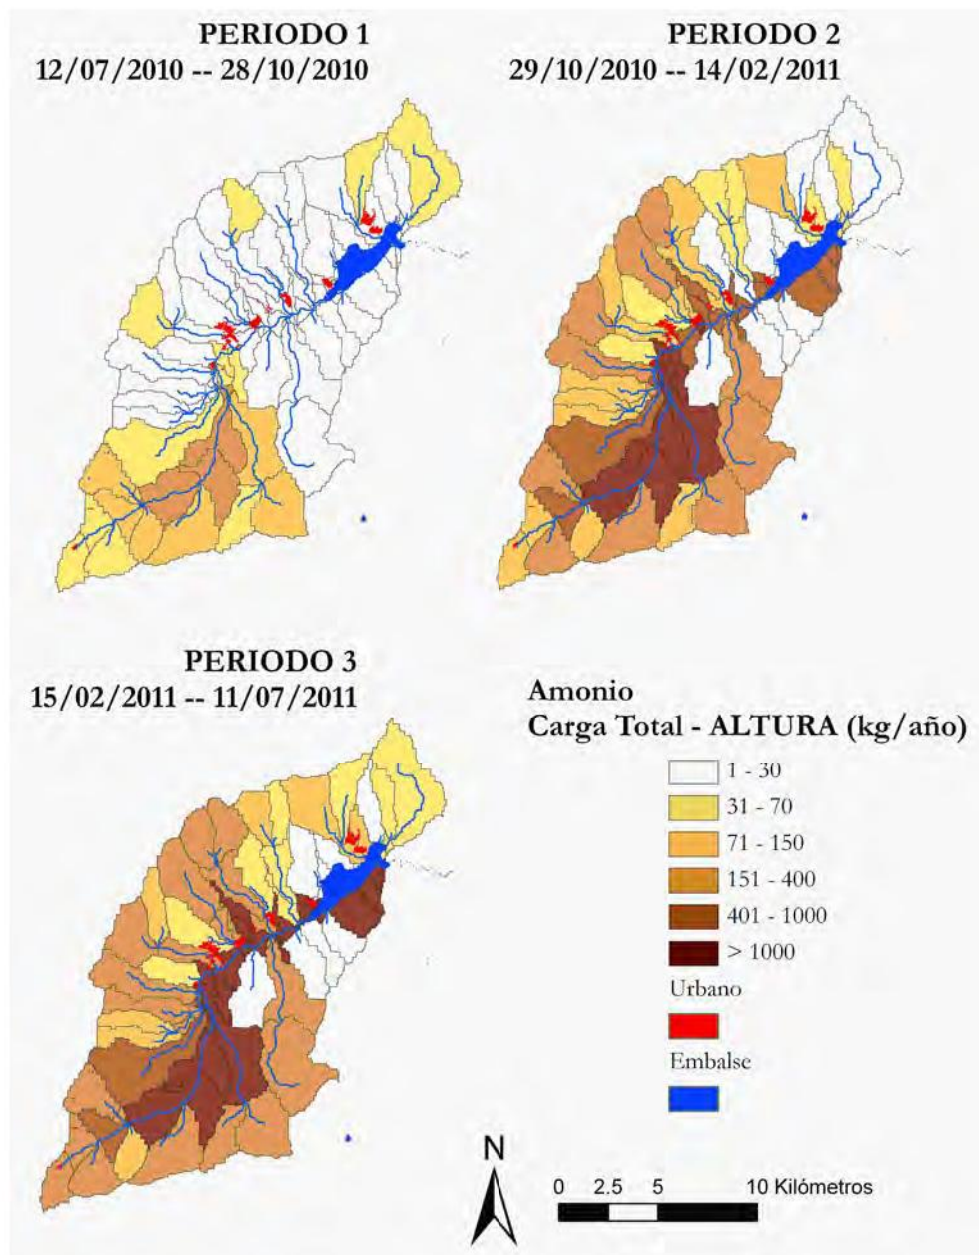 PERIODO 1
12/07/2010 -- 28/10/2010
PERIODO 2
29/10/2010 -- 14/02/2011
PERIODO 3
15/02/2011 -- 11/07/2011
Amonio
Carga Total - ALTURA (kg/año)
1 - 30
31 - 70
71 - 150
151 - 400
401 - 1000
> 1000
Urbano
Embalse
N
0 2.5 5 10 Kilómetros